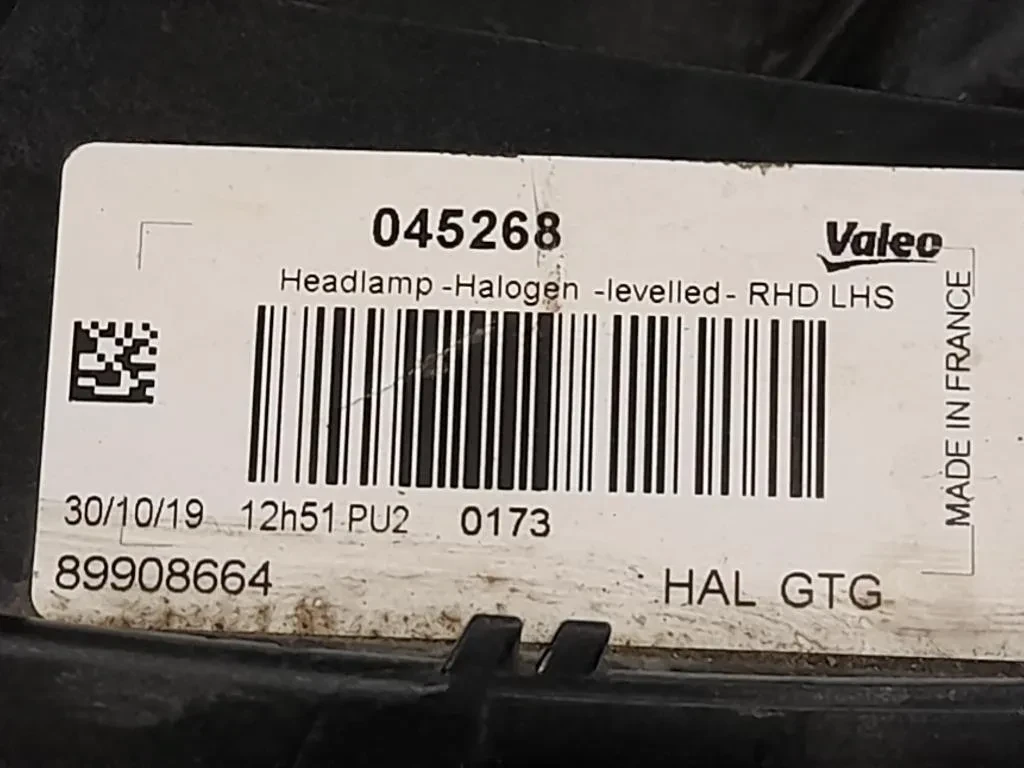 045268
Valeo
Headlamp -Halogen -levelled- RHD LHS
MADE IN FRANCE
30/10/19 12h51 PU2 0173
89908664 HAL GTG